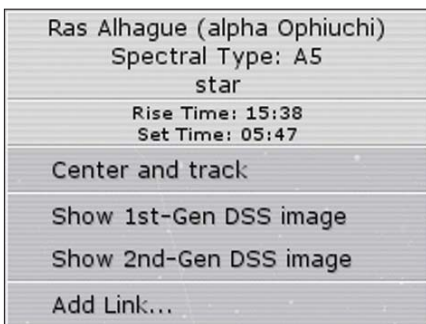 Ras Alhague (alpha Ophiuchi)
Spectral Type: A5
star
Rise Time: 15:38
Set Time: 05:47
Center and track
Show 1st-Gen DSS image
Show 2nd-Gen DSS image
Add Link...